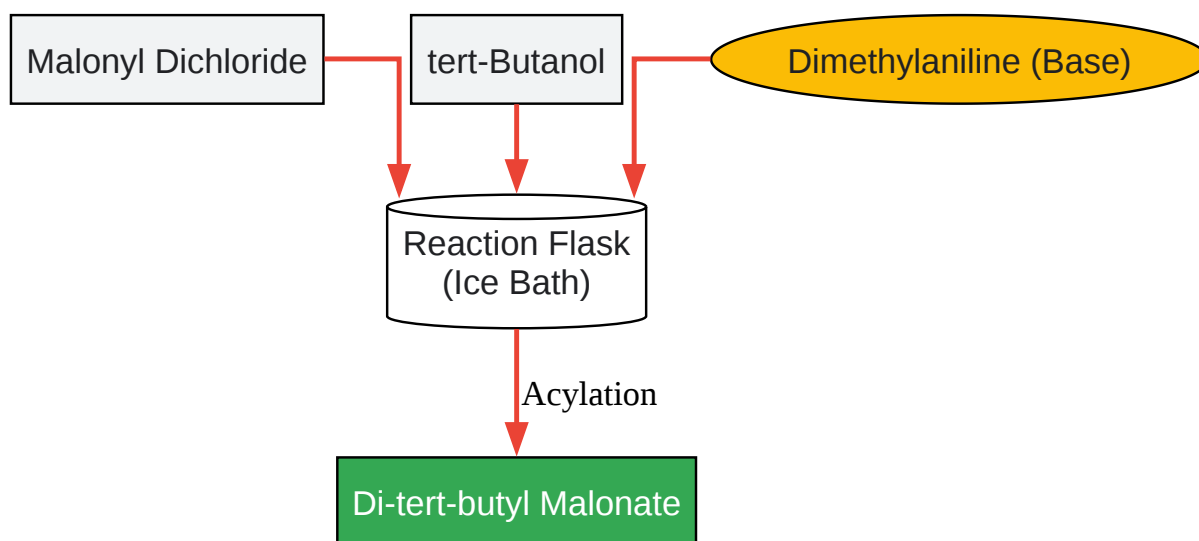 Malonyl Dichloride
tert-Butanol
Dimethylaniline (Base)
Reaction Flask
(Ice Bath)
Acylation
Di-tert-butyl Malonate